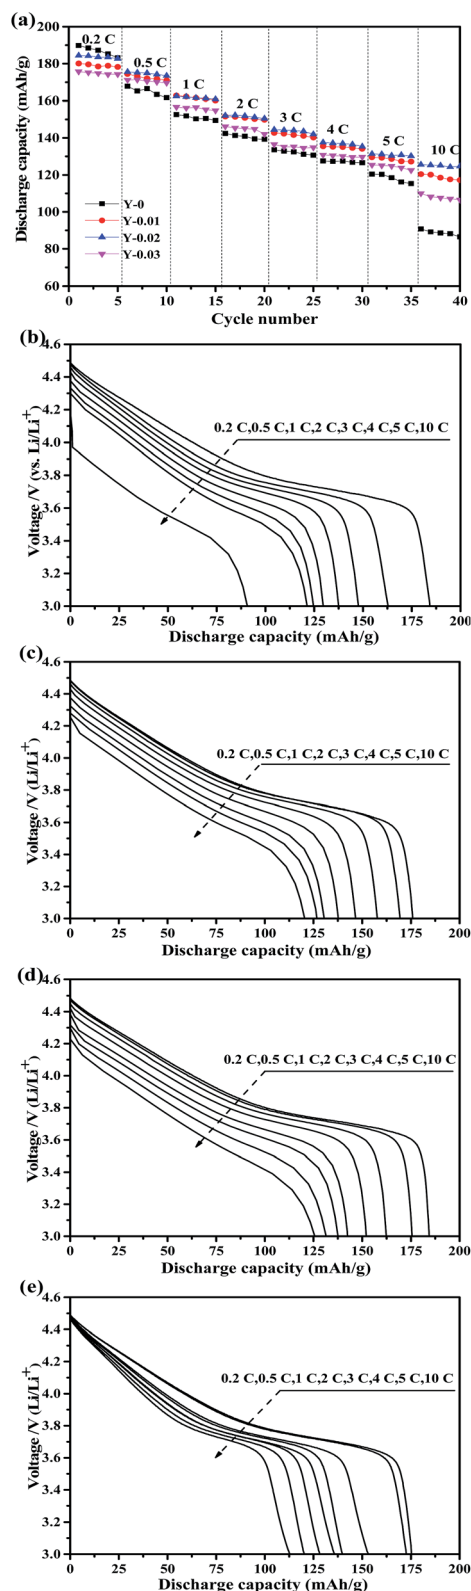 (a)
200
180
160
140
120
100
80
60
Discharge capacity (mAh/g)
0.2 C
0.5 C
1 C
2 C
3 C
4 C
5 C
10 C
Y-0
Y-0.01
Y-0.02
Y-0.03
0 5 10 15 20 25 30 35 40
Cycle number
(b)
4.6
4.4
4.2
4.0
3.8
3.6
3.4
3.2
3.0
Voltage /V (vs. Li/Li+)
0.2 C,0.5 C,1 C,2 C,3 C,4 C,5 C,10 C
0 25 50 75 100 125 150 175 200
Discharge capacity (mAh/g)
(c)
4.6
4.4
4.2
4.0
3.8
3.6
3.4
3.2
3.0
Voltage /V (Li/Li+)
0.2 C,0.5 C,1 C,2 C,3 C,4 C,5 C,10 C
0 25 50 75 100 125 150 175 200
Discharge capacity (mAh/g)
(d)
4.6
4.4
4.2
4.0
3.8
3.6
3.4
3.2
3.0
Voltage /V (Li/Li+)
0.2 C,0.5 C,1 C,2 C,3 C,4 C,5 C,10 C
0 25 50 75 100 125 150 175 200
Discharge capacity (mAh/g)
(e)
4.6
4.4
4.2
4.0
3.8
3.6
3.4
3.2
3.0
Voltage /V (Li/Li+)
0.2 C,0.5 C,1 C,2 C,3 C,4 C,5 C,10 C
0 25 50 75 100 125 150 175 200
Discharge capacity (mAh/g)